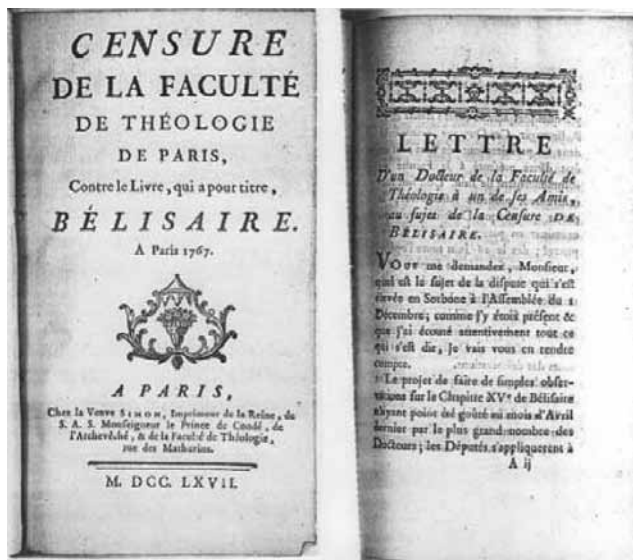 CENSURE
DE LA FACULTÉ
DE THÉOLOGIE
DE PARIS,
Contre le Livre, qui a pour titre,
BÉLISAIRE.
A Paris 1767.
A PARIS,
Chez la Veuve SIMON, Imprimeur de la Reine, de
S. A. S. Monseigneur le Prince de Condé, de
l'Archevêché, & de la Faculté de Théologie,
rue des Mathurins.
M. DCC. LXVII.
LETTRE
D'un Docteur de la Faculté de
Théologie à un de ses Amis,
au sujet de la Censure DE
BÉLISAIRE.
VOUS me demandez, Monsieur,
quel est le sujet de la dispute qui s'est
élevée en Sorbone à l'Assemblée du 1
Décembre; comme j'y étois présent &
que j'ai écouté attentivement tout ce
qui s'est dit, je vais vous en rendre
compte.
Le projet de faire de simples obser-
vations sur le Chapitre XVe de Bélisaire
n'ayant point été goûté au mois d'Avril
dernier par le plus grand nombre des
Docteurs; les Députés s'appliquerent à
A ij